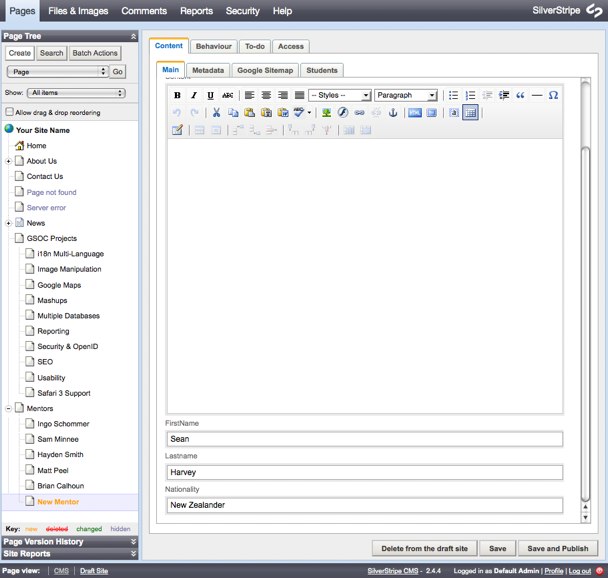 Pages Files & Images Comments Reports Security Help SilverStripe
Page Tree
Create Search Batch Actions
Page Go
Show: All items
Allow drag & drop reordering
Your Site Name
Home
About Us
Contact Us
Page not found
Server error
News
GSOC Projects
i18n Multi-Language
Image Manipulation
Google Maps
Mashups
Multiple Databases
Reporting
Security & OpenID
SEO
Usability
Safari 3 Support
Mentors
Ingo Schommer
Sam Minnee
Hayden Smith
Matt Peel
Brian Calhoun
New Mentor
Key: new deleted changed hidden
Page Version History
Site Reports
Content Behaviour To-do Access
Main Metadata Google Sitemap Students
B I U ABC -- Styles -- Paragraph
HTML
FirstName
Sean
Lastname
Harvey
Nationality
New Zealander
Delete from the draft site Save Save and Publish
Page view: CMS Draft Site SilverStripe CMS - 2.4.4 Logged in as Default Admin | Profile | Log out